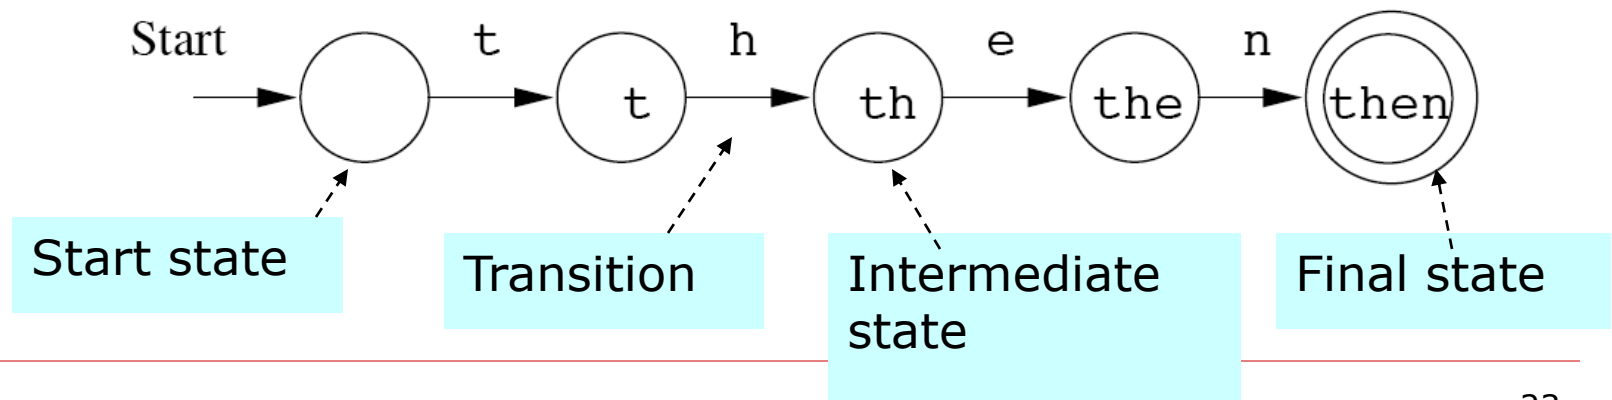 Start t h e n
t th the then
Start state
Transition
Intermediate
state
Final state